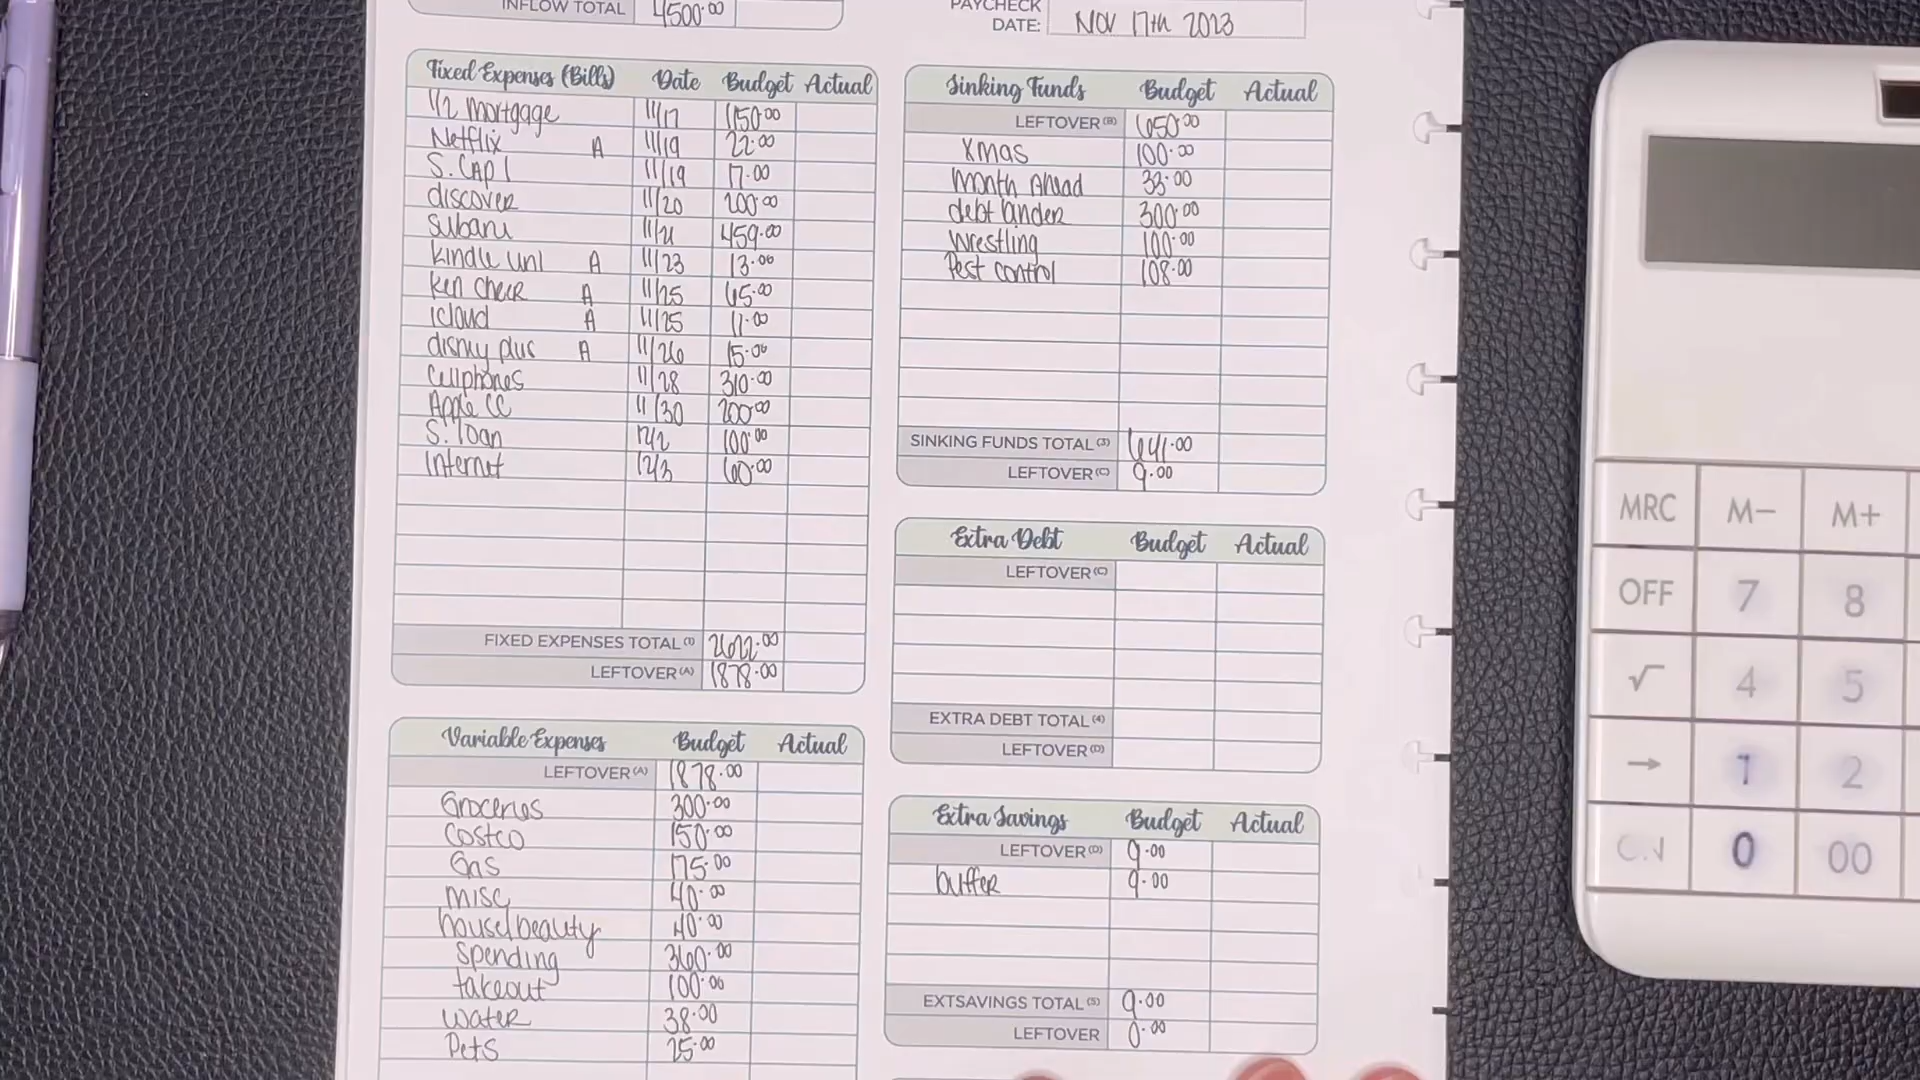 INFLOW TOTAL 4500.00
PAYCHECK
DATE: NOV 17th 2023
Fixed Expenses (Bills) Date Budget Actual
1/2 mortgage 11/17 1150.00
Netflix A 11/19 22.00
S. CAP 1 11/19 17.00
discover 11/20 200.00
Subaru 11/21 459.00
Kindle unl A 11/23 13.00
Ken check A 11/25 65.00
icloud A 11/25 11.00
disney plus A 11/26 15.00
Cellphones 11/28 310.00
Apple CC 11/30 200.00
S. loan 12/2 100.00
Internet 12/3 60.00
FIXED EXPENSES TOTAL (1) 2622.00
LEFTOVER (A) 1878.00
Variable Expenses Budget Actual
LEFTOVER (A) 1878.00
Groceries 300.00
Costco 150.00
Gas 175.00
misc 40.00
house/beauty 40.00
Spending 360.00
takeout 100.00
Water 38.00
Pets 25.00
Sinking Funds Budget Actual
LEFTOVER (B) 650.00
Xmas 100.00
Month Ahead 33.00
debt binder 300.00
Wrestling 100.00
Pest control 108.00
SINKING FUNDS TOTAL (3) 641.00
LEFTOVER (C) 9.00
Extra Debt Budget Actual
LEFTOVER (C)
EXTRA DEBT TOTAL (4)
LEFTOVER (D)
Extra Savings Budget Actual
LEFTOVER (D) 9.00
buffer 9.00
EXTSAVINGS TOTAL (5) 9.00
LEFTOVER 0.00
MRC M− M+
OFF 7 8
√ 4 5
→ 1 2
0 00